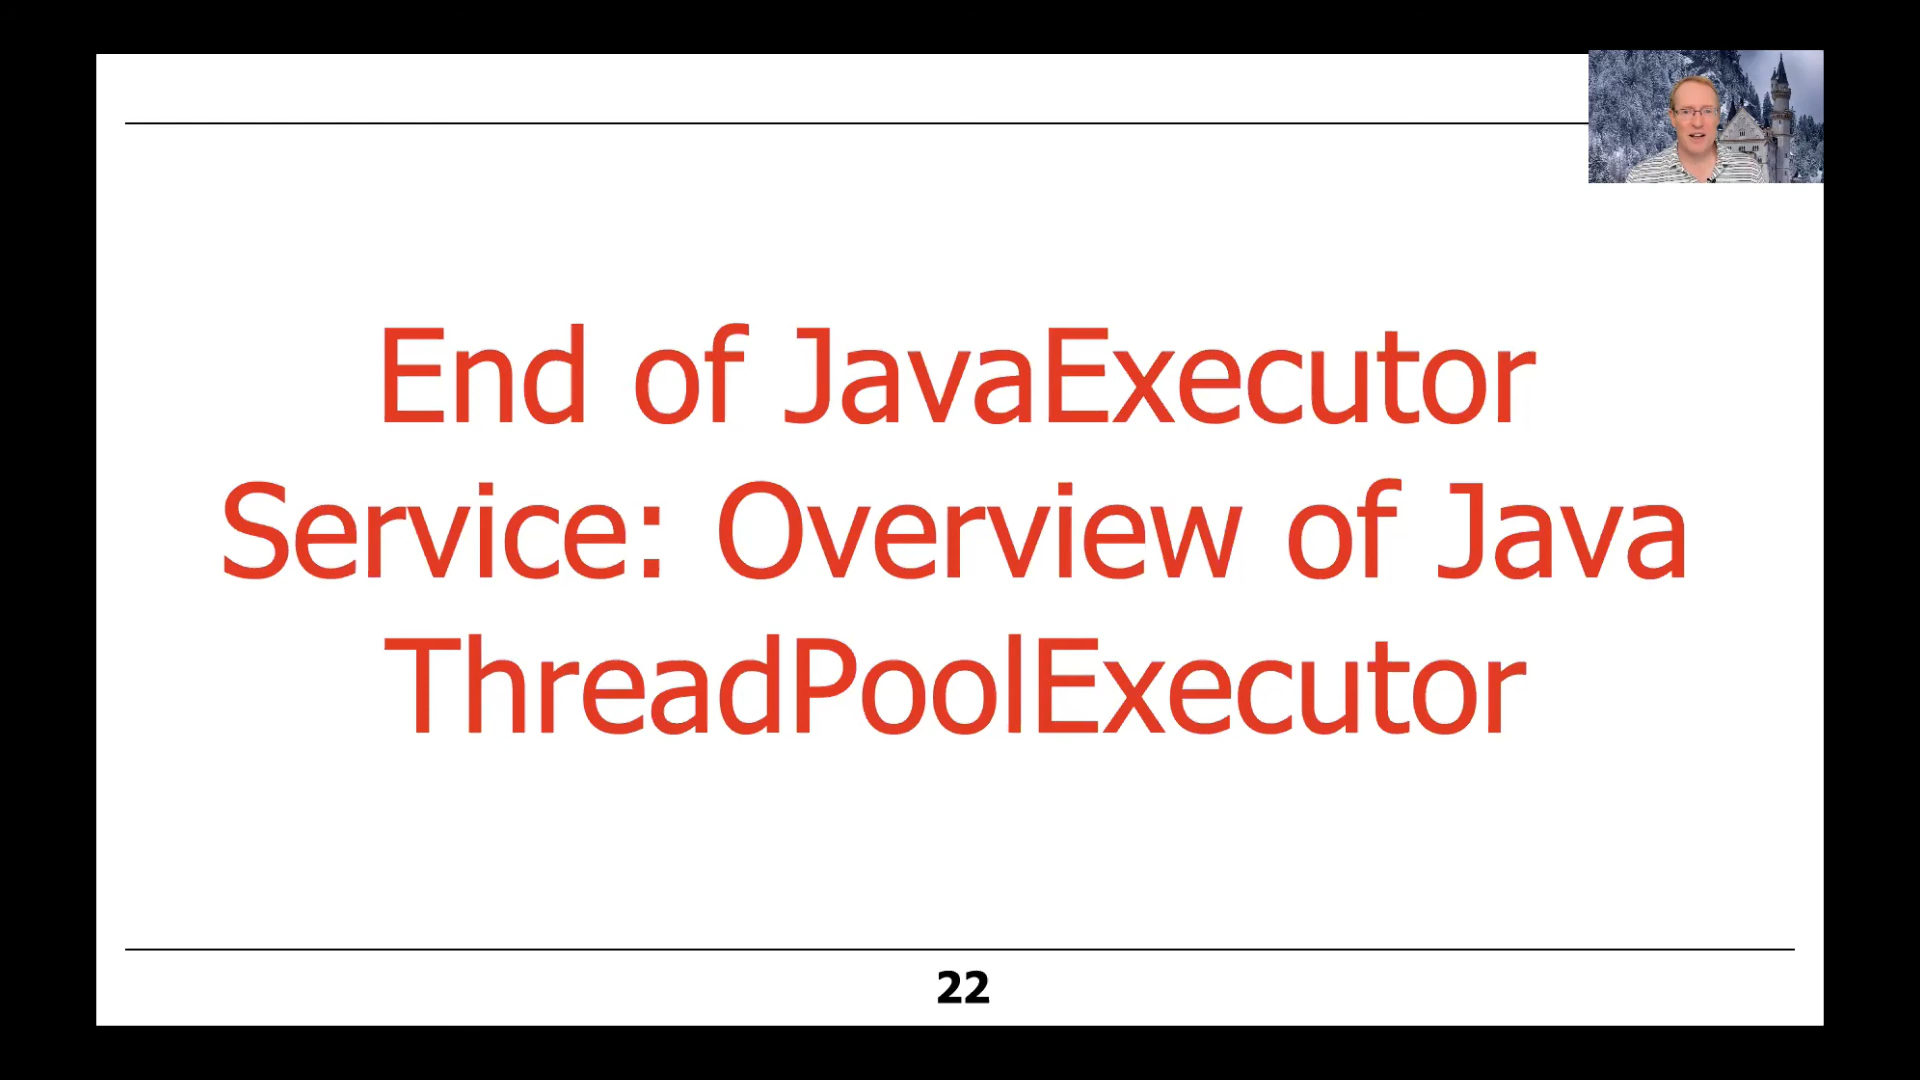 End of JavaExecutor
Service: Overview of Java
ThreadPoolExecutor
22